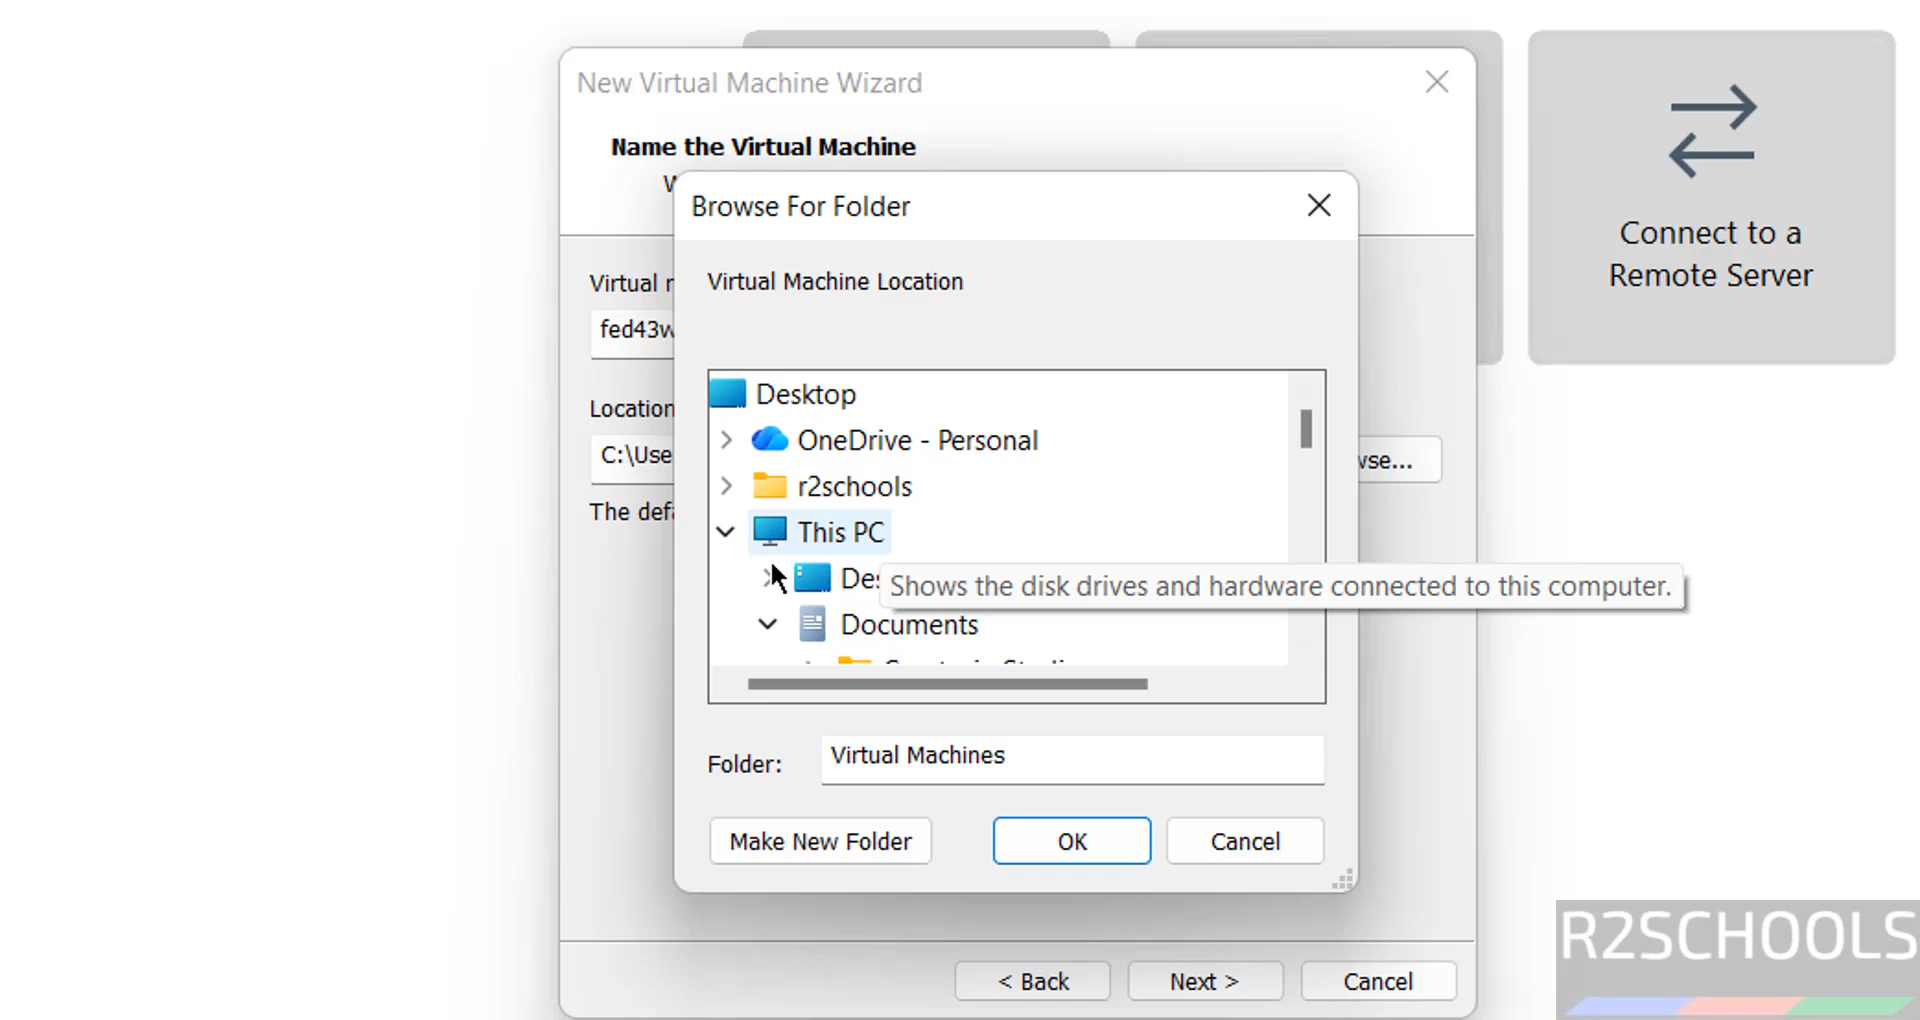 New Virtual Machine Wizard
Name the Virtual Machine
Browse For Folder
Virtual Machine Location
Connect to a
Remote Server
Virtual
fed43w
Location
C:\Use
The defa
Desktop
OneDrive - Personal
r2schools
This PC
Des
Shows the disk drives and hardware connected to this computer.
Documents
Folder:
Virtual Machines
Make New Folder
OK
Cancel
< Back
Next >
Cancel
R2SCHOOLS